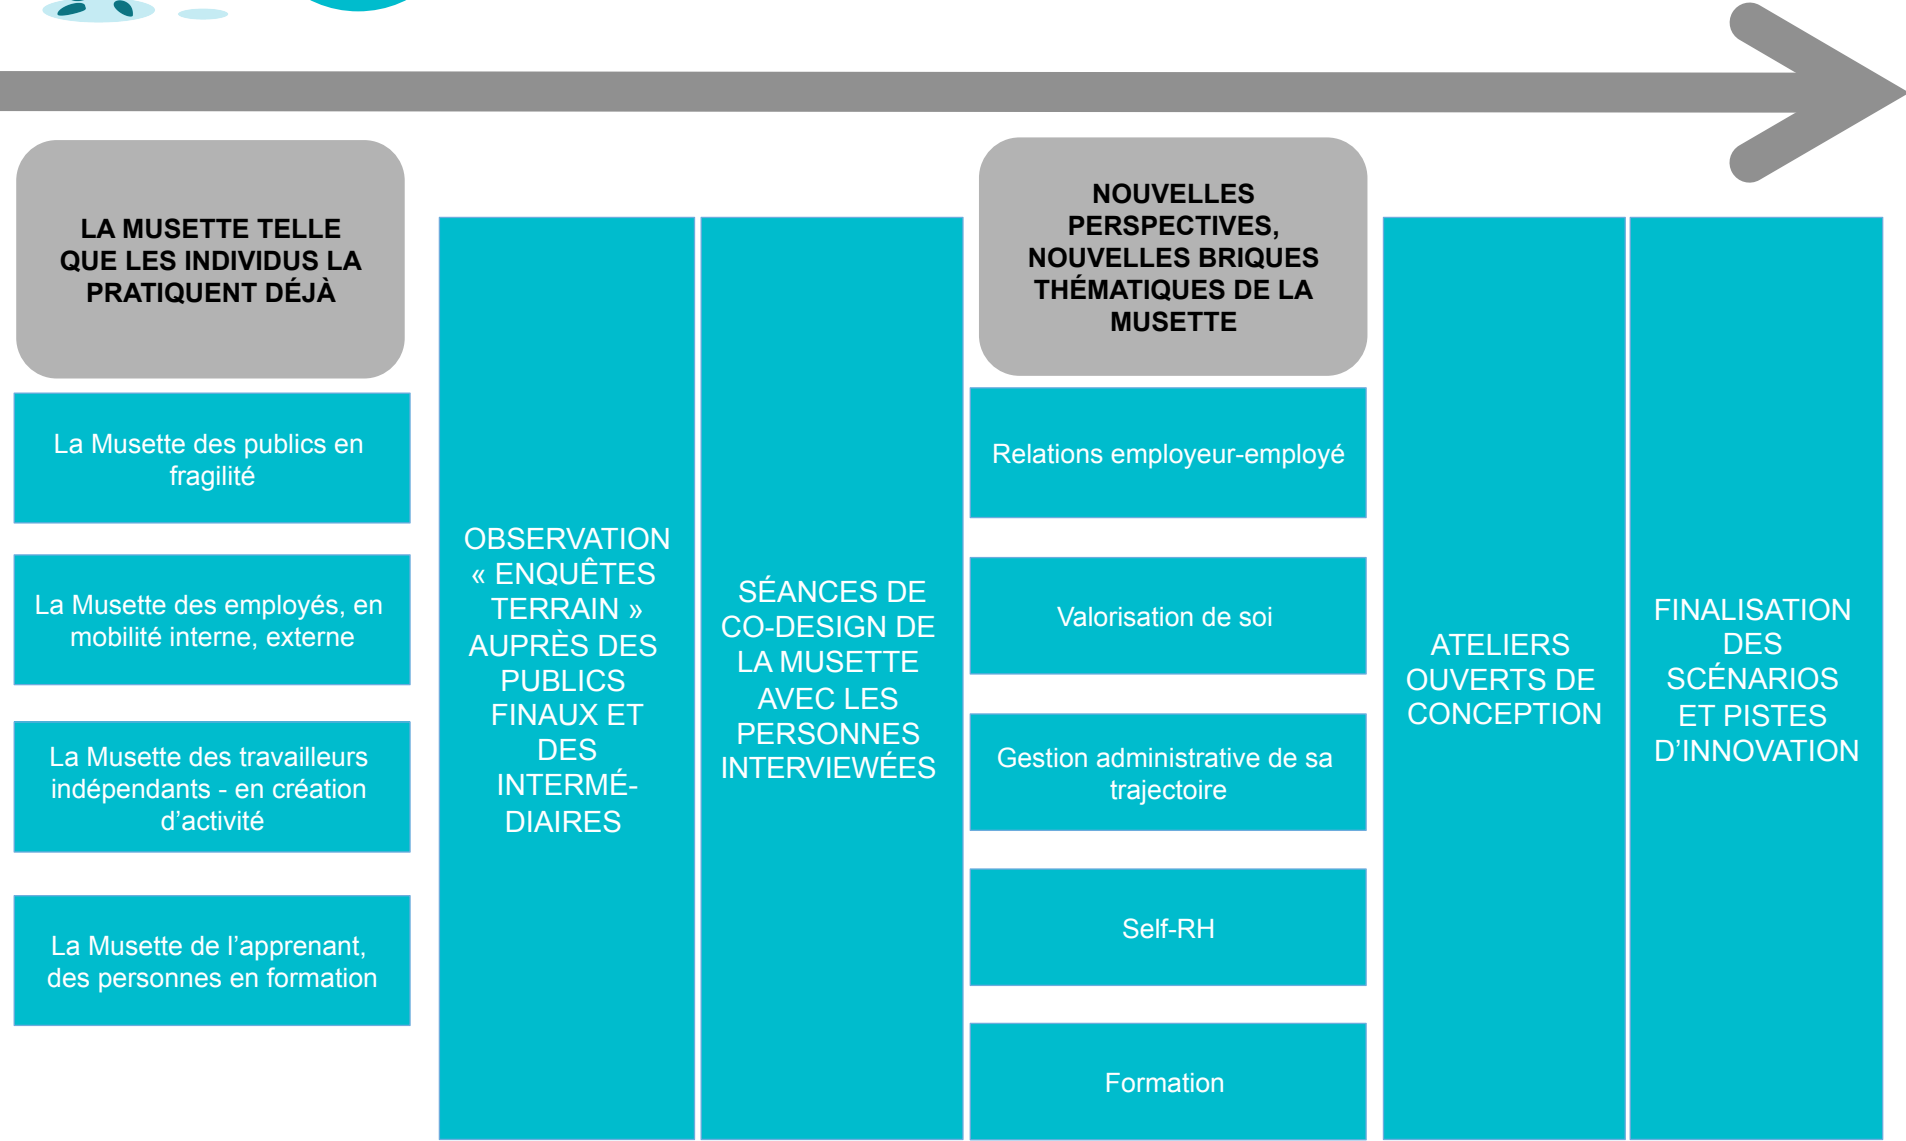 LA MUSETTE TELLE
QUE LES INDIVIDUS LA
PRATIQUENT DÉJÀ
La Musette des publics en
fragilité
La Musette des employés, en
mobilité interne, externe
La Musette des travailleurs
indépendants - en création
d’activité
La Musette de l’apprenant,
des personnes en formation
OBSERVATION
« ENQUÊTES
TERRAIN »
AUPRÈS DES
PUBLICS
FINAUX ET
DES
INTERMÉ-
DIAIRES
SÉANCES DE
CO-DESIGN DE
LA MUSETTE
AVEC LES
PERSONNES
INTERVIEWÉES
NOUVELLES
PERSPECTIVES,
NOUVELLES BRIQUES
THÉMATIQUES DE LA
MUSETTE
Relations employeur-employé
Valorisation de soi
Gestion administrative de sa
trajectoire
Self-RH
Formation
ATELIERS
OUVERTS DE
CONCEPTION
FINALISATION
DES
SCÉNARIOS
ET PISTES
D’INNOVATION